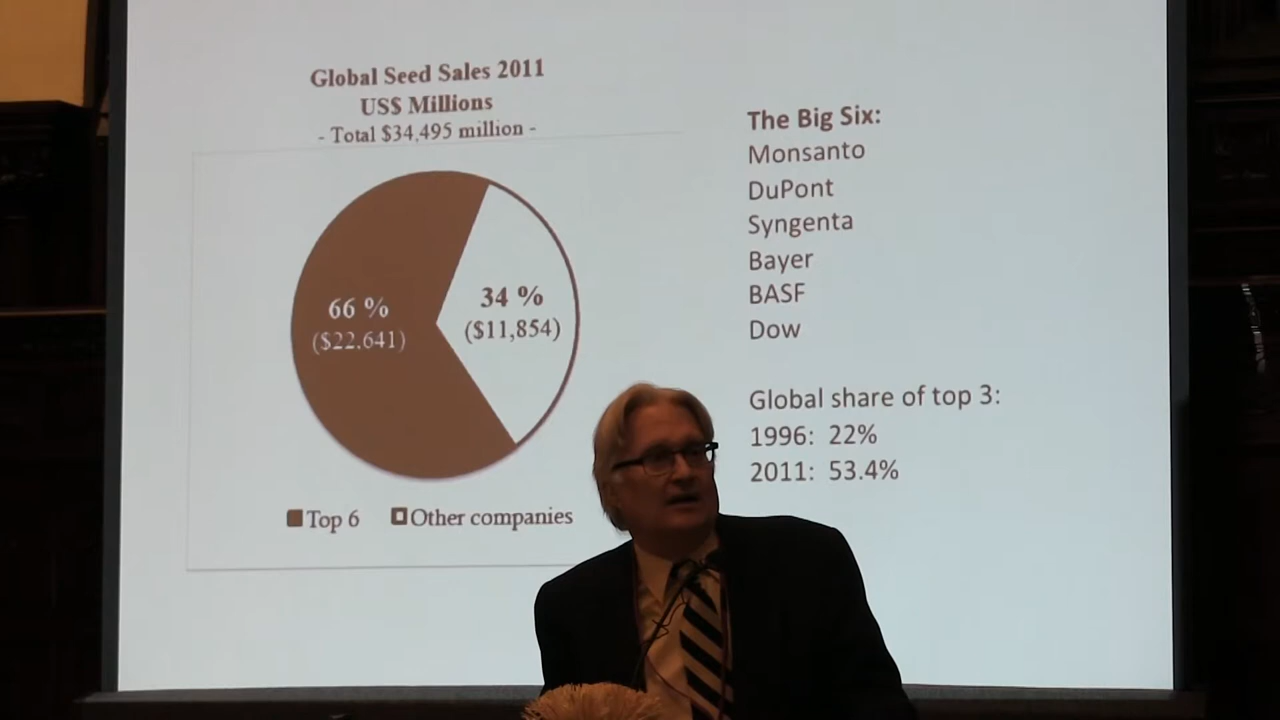 Global Seed Sales 2011
US$ Millions
- Total $34,495 million -
66 %
($22,641)
34 %
($11,854)
Top 6
Other companies
The Big Six:
Monsanto
DuPont
Syngenta
Bayer
BASF
Dow
Global share of top 3:
1996: 22%
2011: 53.4%